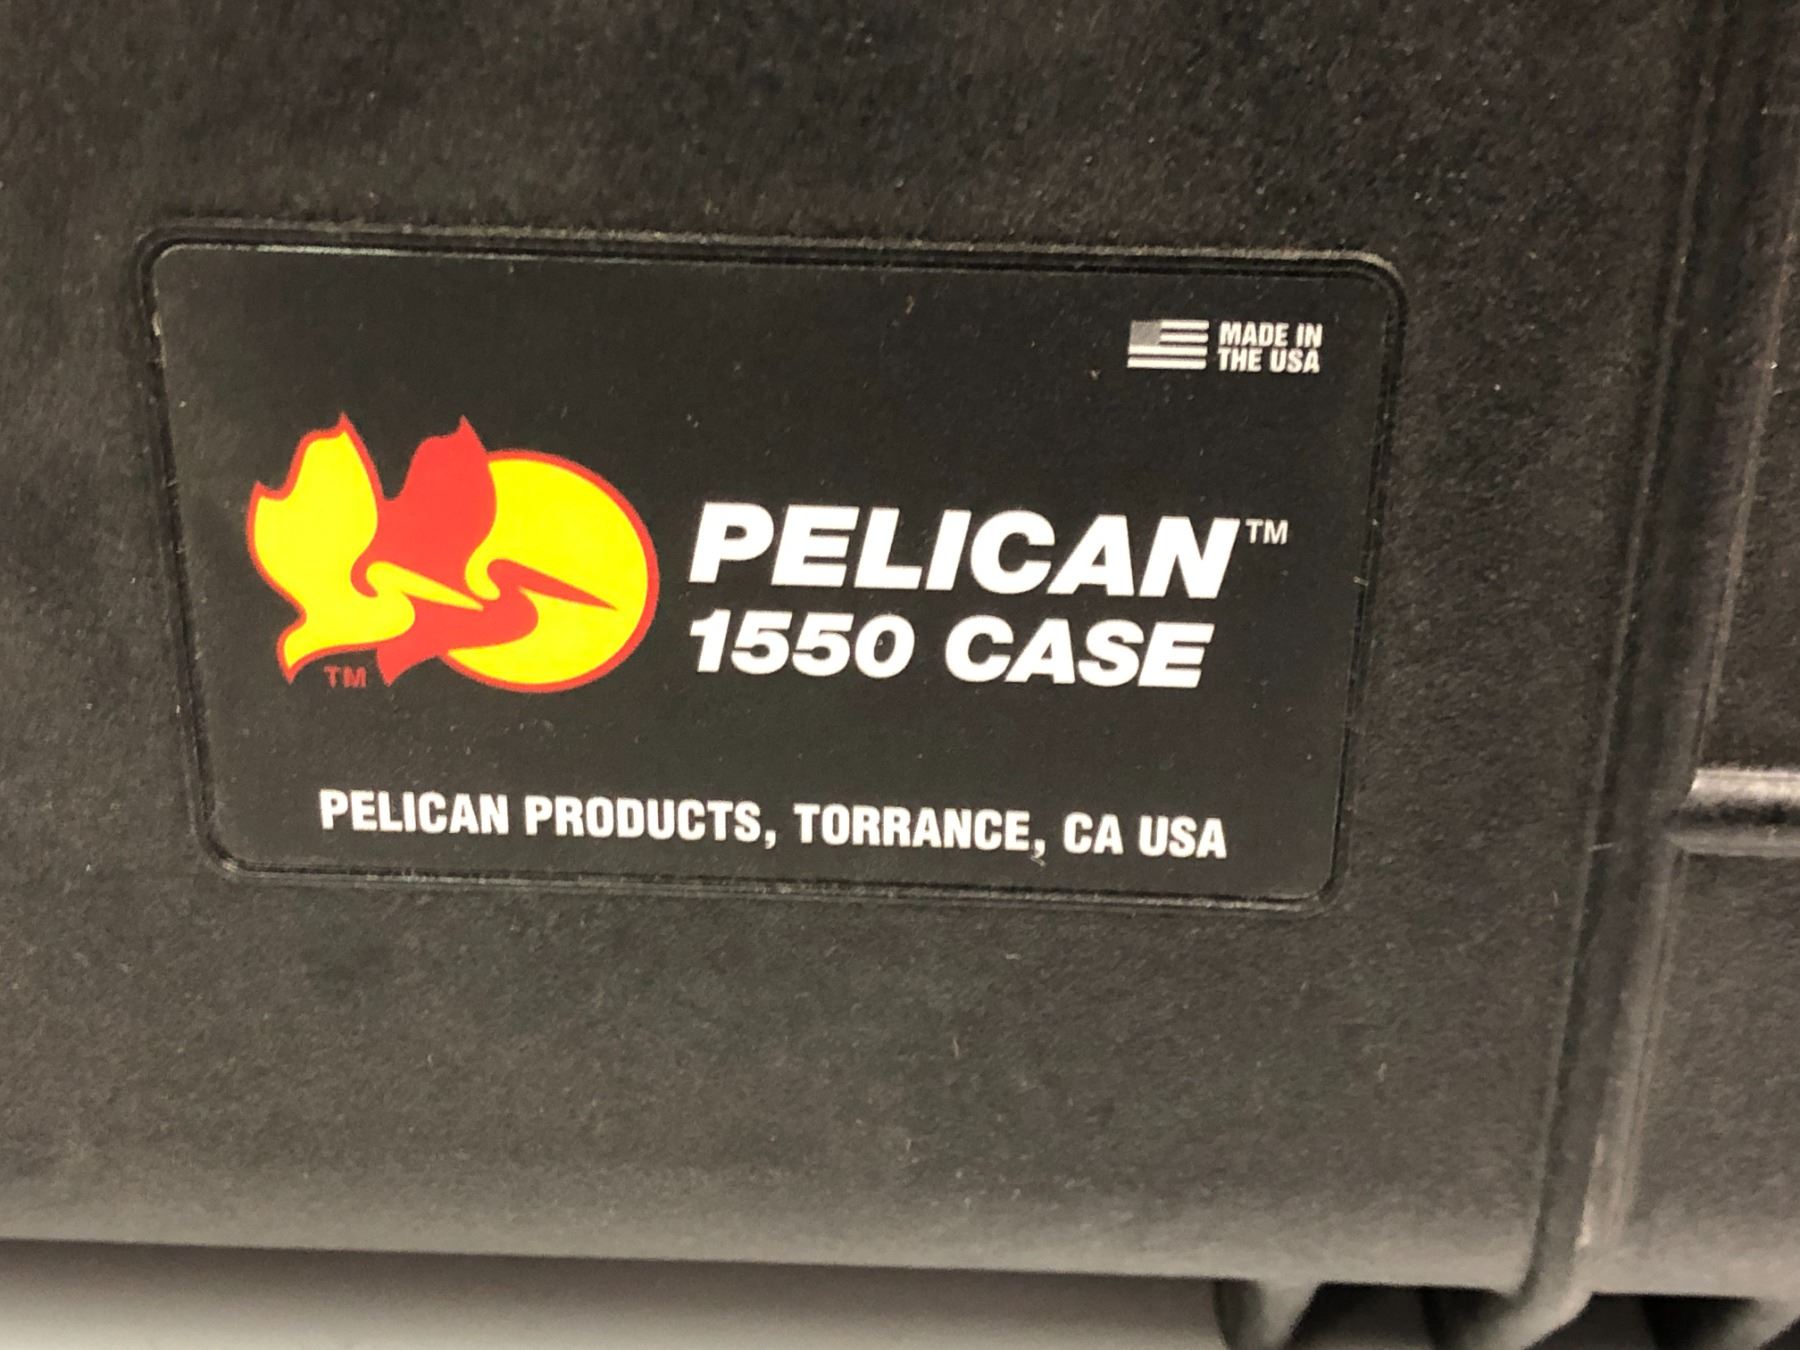 MADE IN
THE USA
PELICAN™
1550 CASE
TM
PELICAN PRODUCTS, TORRANCE, CA USA